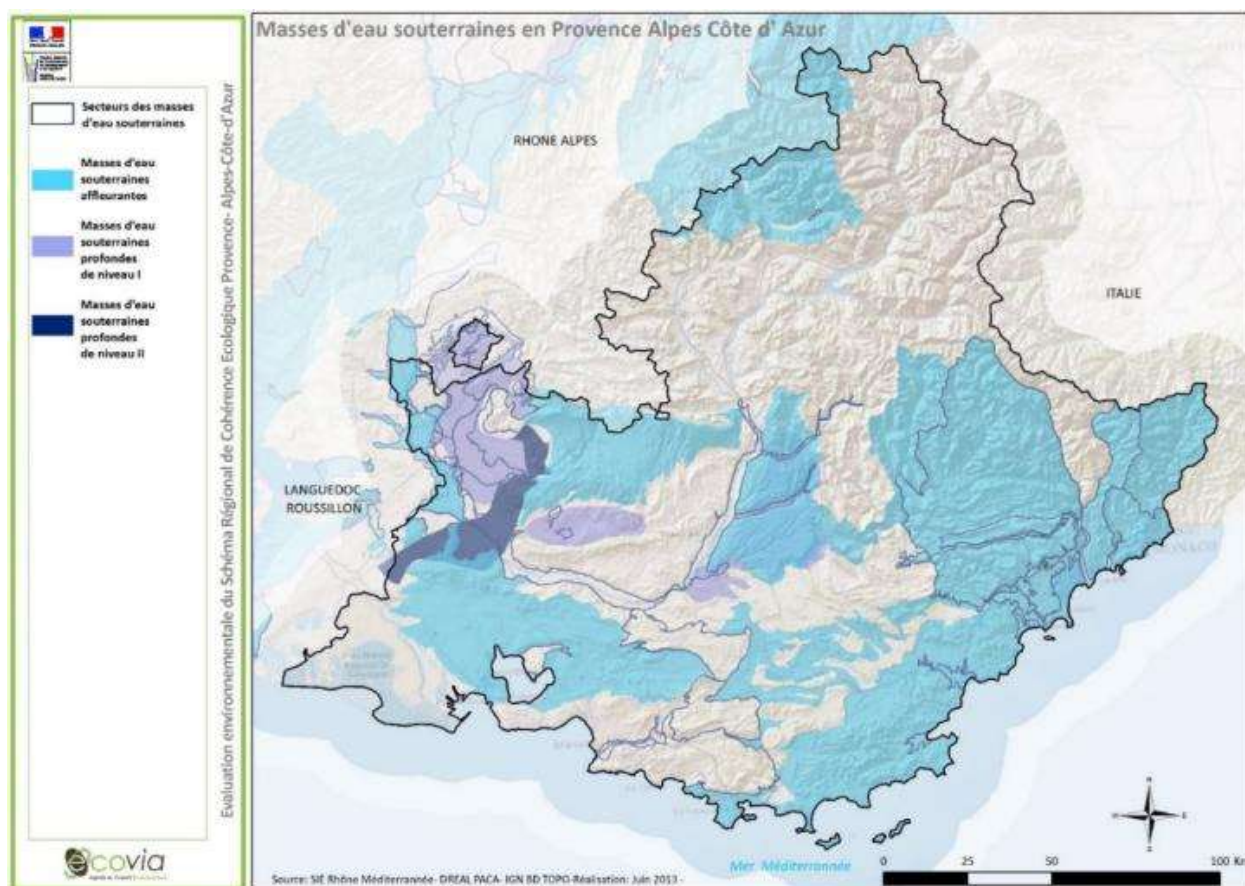 Masses d'eau souterraines en Provence Alpes Côte d' Azur
Secteurs des masses
d'eau souterraines
Masses d'eau
souterraines
affleurantes
Masses d'eau
souterraines
profondes
de niveau I
Masses d'eau
souterraines
profondes
de niveau II
Evaluation environnementale du Schéma Régional de Cohérence Ecologique Provence- Alpes-Côte-d'Azur
ecovia
RHONE ALPES
ITALIE
LANGUEDOC
ROUSSILLON
MONACO
N
E
S
Mer Méditerrannée
0 25 50 100 Km
Source: SIE Rhône Méditerrannée- DREAL PACA- IGN BD TOPO-Réalisation: Juin 2013 -